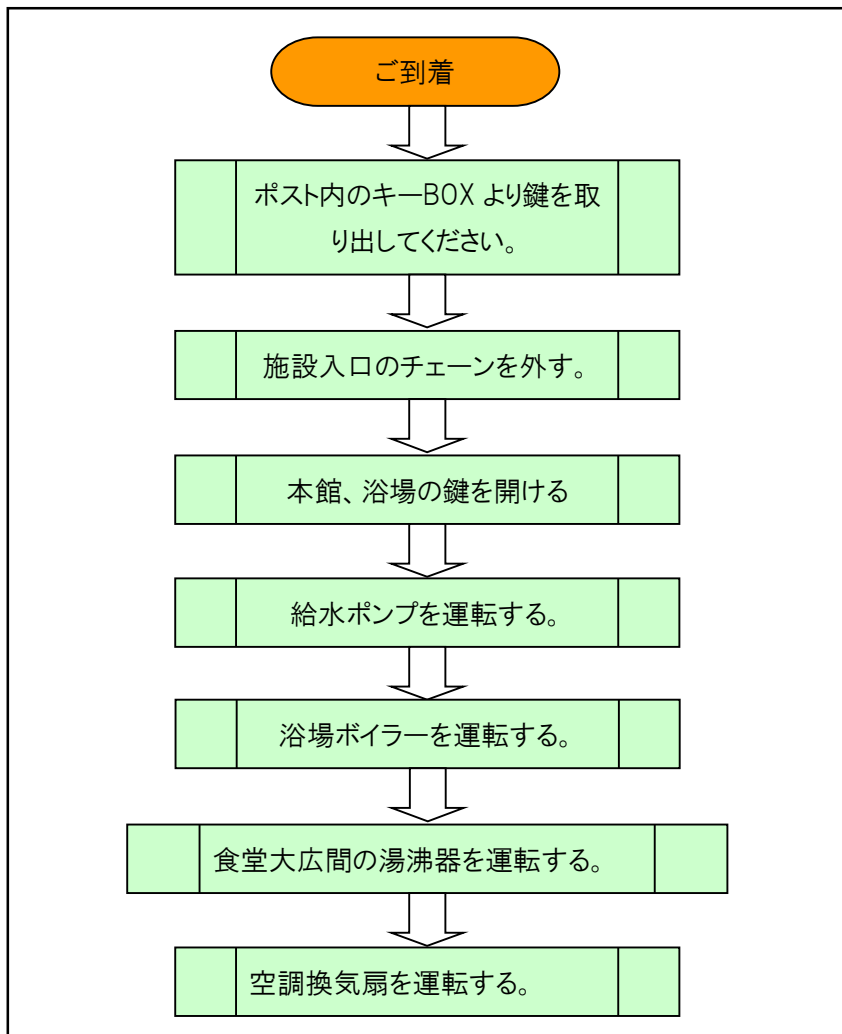 ご到着
ポスト内のキーBOX より鍵を取
り出してください。
施設入口のチェーンを外す。
本館、浴場の鍵を開ける
給水ポンプを運転する。
浴場ボイラーを運転する。
食堂大広間の湯沸器を運転する。
空調換気扇を運転する。